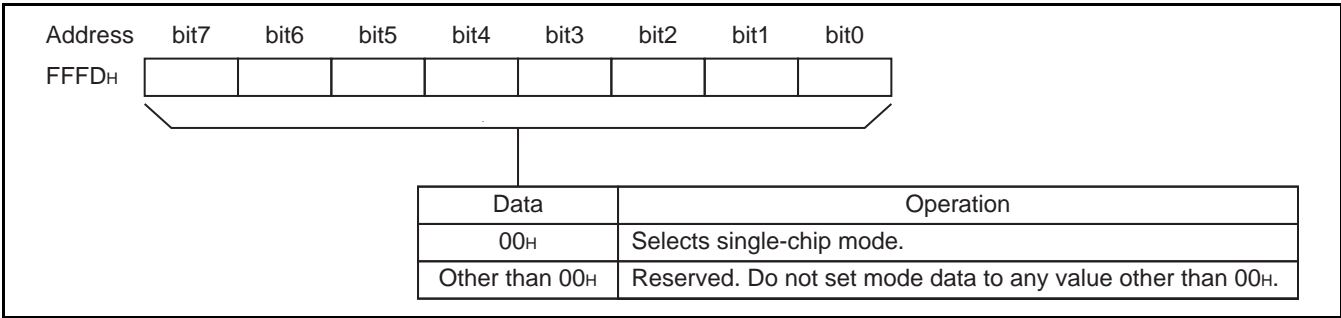 Address bit7 bit6 bit5 bit4 bit3 bit2 bit1 bit0
FFFDH
Data Operation
00H Selects single-chip mode.
Other than 00H Reserved. Do not set mode data to any value other than 00H.